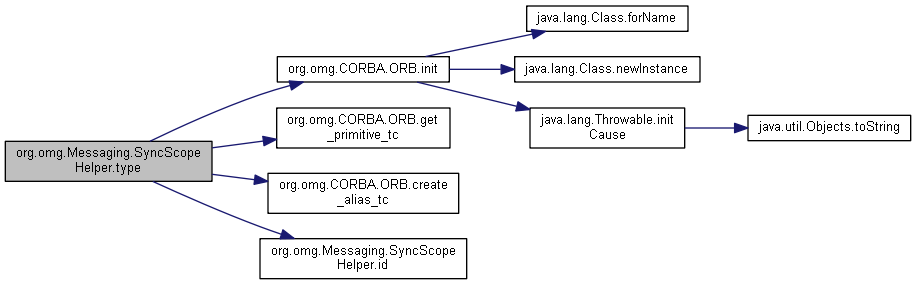 java.lang.Class.forName
org.omg.CORBA.ORB.init
java.lang.Class.newInstance
org.omg.CORBA.ORB.get
_primitive_tc
java.lang.Throwable.init
Cause
java.util.Objects.toString
org.omg.Messaging.SyncScope
Helper.type
org.omg.CORBA.ORB.create
_alias_tc
org.omg.Messaging.SyncScope
Helper.id